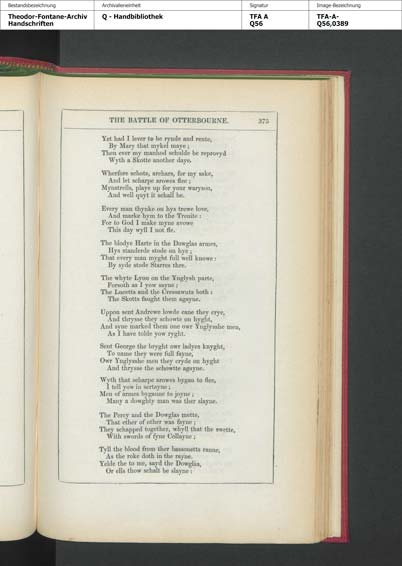 Bestandsbezeichnung
Archivalieneinheit
Signatur
Image-Bezeichnung
Theodor-Fontane-Archiv
Handschriften
Q - Handbibliothek
TFA A
Q56
TFA-A-
Q56,0389
THE BATTLE OF OTTERBOURNE. 375
Yet had I lever to be rynde and rente,
By Mary that mykel maye;
Then ever my manhod schulde be reprovyd
Wyth a Skotte another daye.
Wherfore schote, archars, for my sake,
And let scharpe arowes flee;
Mynstrells, playe up for your waryson,
And well quyt it schall be.
Every man thynke on hys trewe love,
And marke hym to the Trenite:
For to God I make myne avowe
This day wyll I not fle.
The blodye Harte in the Dowglas armes,
Hys standerde stode on hye;
That every man myght full well knowe:
By syde stode Starres thre.
The whyte Lyon on the Ynglysh parte,
Forsoth as I yow sayne;
The Lucetts and the Cressawnts both:
The Skotts faught them agayne.
Uppon sent Andrewe lowde cane they crye,
And thrysse they schowte on hyght,
And syne marked them one owr Ynglysshe men,
As I have tolde yow ryght.
Sent George the bryght owr ladyes knyght,
To name they were full fayne,
Owr Ynglysshe men they cryde on hyght
And thrysse the schowtte agayne.
Wyth that scharpe arowes bygan to flee,
I tell yow in sertayne;
Men of armes byganne to joyne;
Many a dowghty man was ther slayne.
The Percy and the Dowglas mette,
That ether of other was fayne;
They schapped together, whyll that the swette,
With swords of fyne Collayne;
Tyll the blood from ther bassonetts ranne,
As the roke doth in the rayne.
Yelde the to me, sayd the Dowglas,
Or ells thow schalt be slayne: